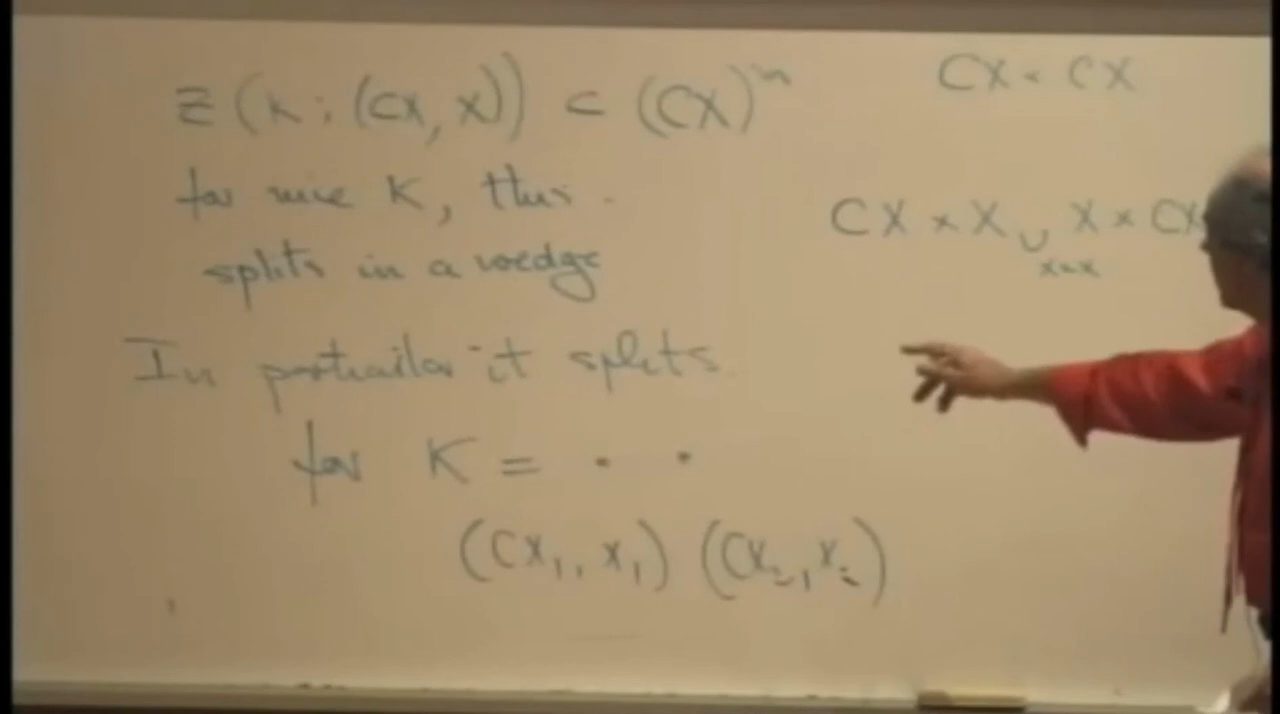 Z(K; (CX, X)) ⊂ (CX)^m
for nice K, this
splits in a wedge
In particular it splits
for K = · ·
(CX₁, X₁) (CX₂, X₂)
CX × CX
CX × X ∪ X × CX
X×X